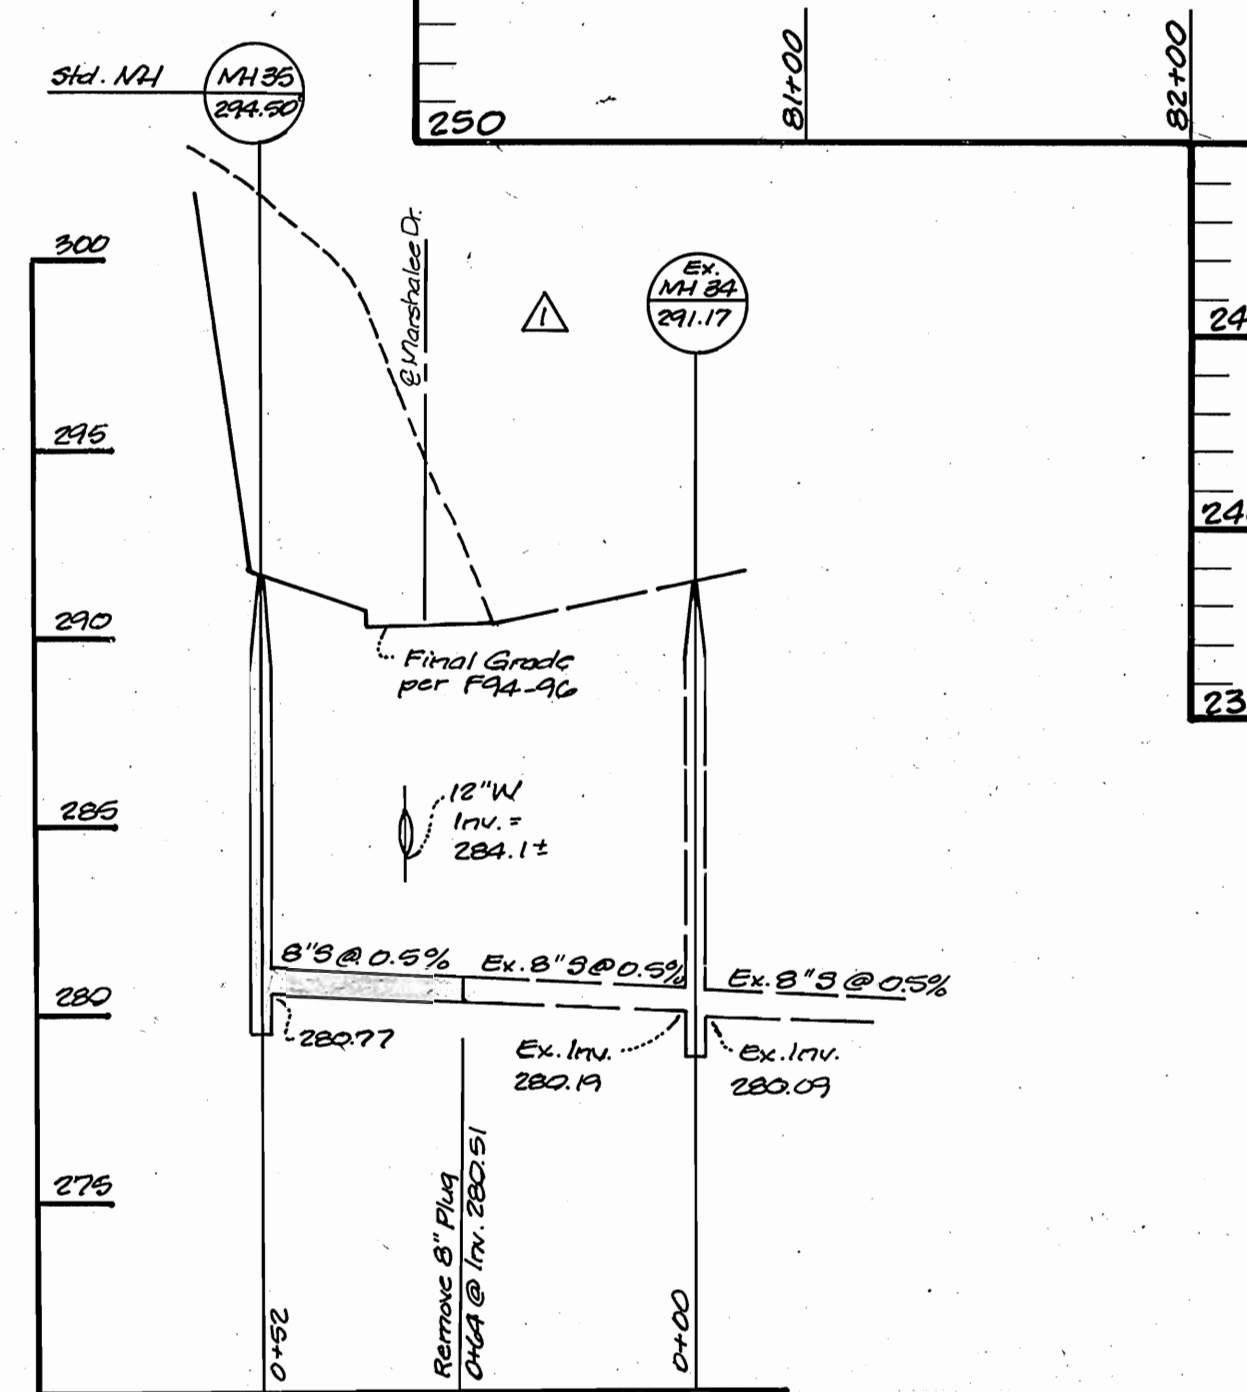 Std. MH
MH 35
294.50'
250
81+00
82+00
℄ Marshalee Dr.
300
Ex.
MH 34
291.17
1
24
295
24
290
Final Grade
per F94-96
23
285
12"W
Inv. =
284.1±
8"S @ 0.5%
Ex. 8"S @ 0.5%
Ex. 8"S @ 0.5%
280
280.77
Ex. Inv.
280.19
Ex. Inv.
280.09
275
Remove 8" Plug
@ Inv. 280.51
0+52
0+00